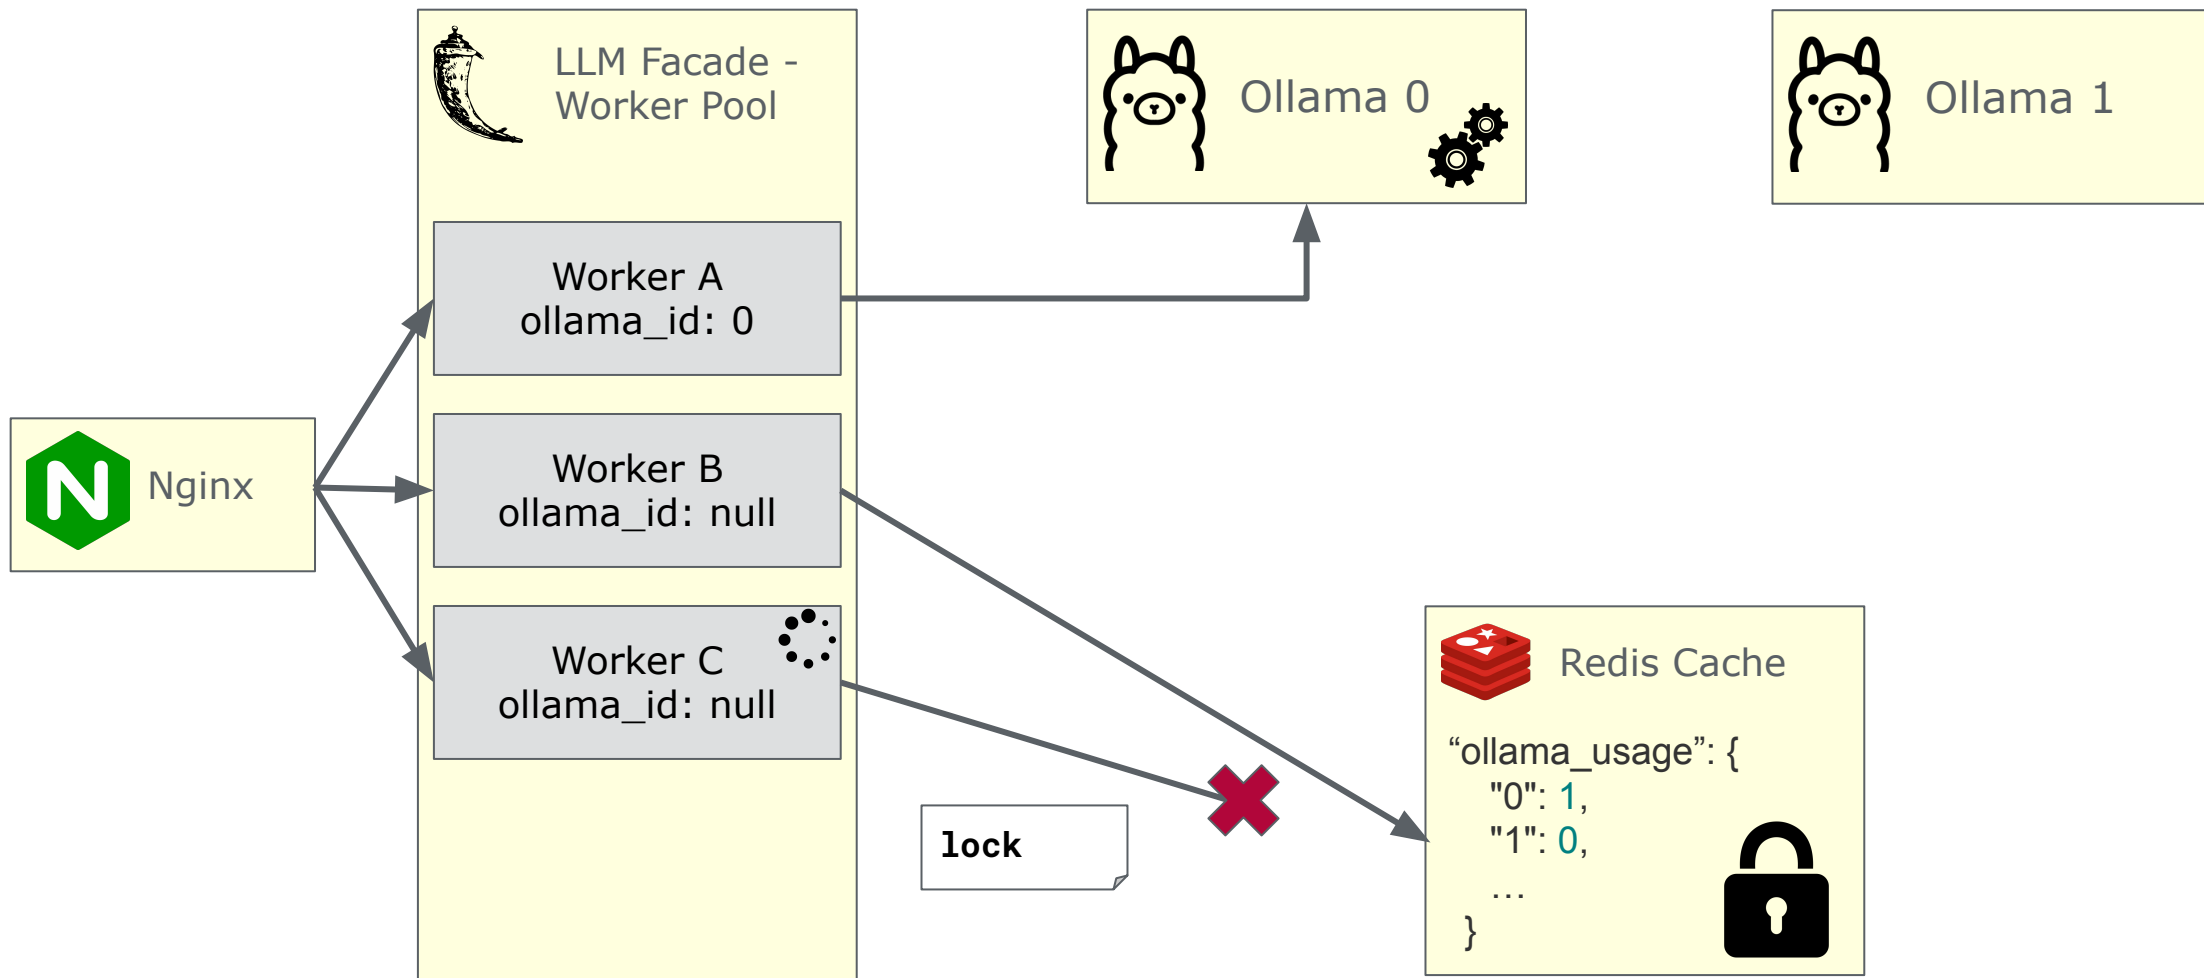 LLM Facade -
Worker Pool
Ollama 0
Ollama 1
Worker A
ollama_id: 0
Nginx
Worker B
ollama_id: null
Worker C
ollama_id: null
lock
Redis Cache
“ollama_usage”: {
"0": 1,
"1": 0,
…
}